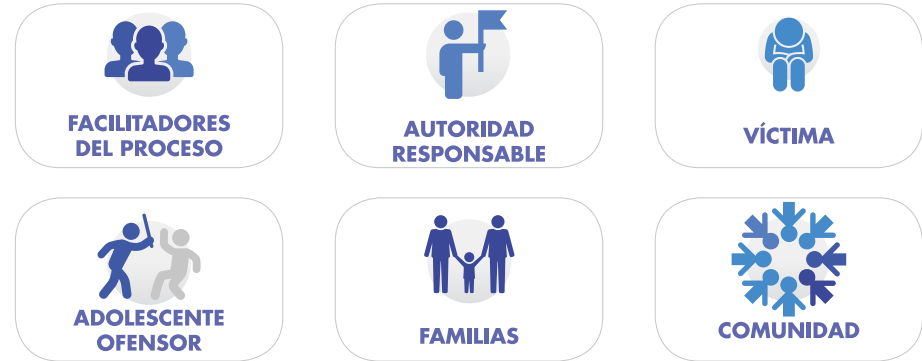 FACILITADORES
DEL PROCESO
AUTORIDAD
RESPONSABLE
VÍCTIMA
ADOLESCENTE
OFENSOR
FAMILIAS
COMUNIDAD